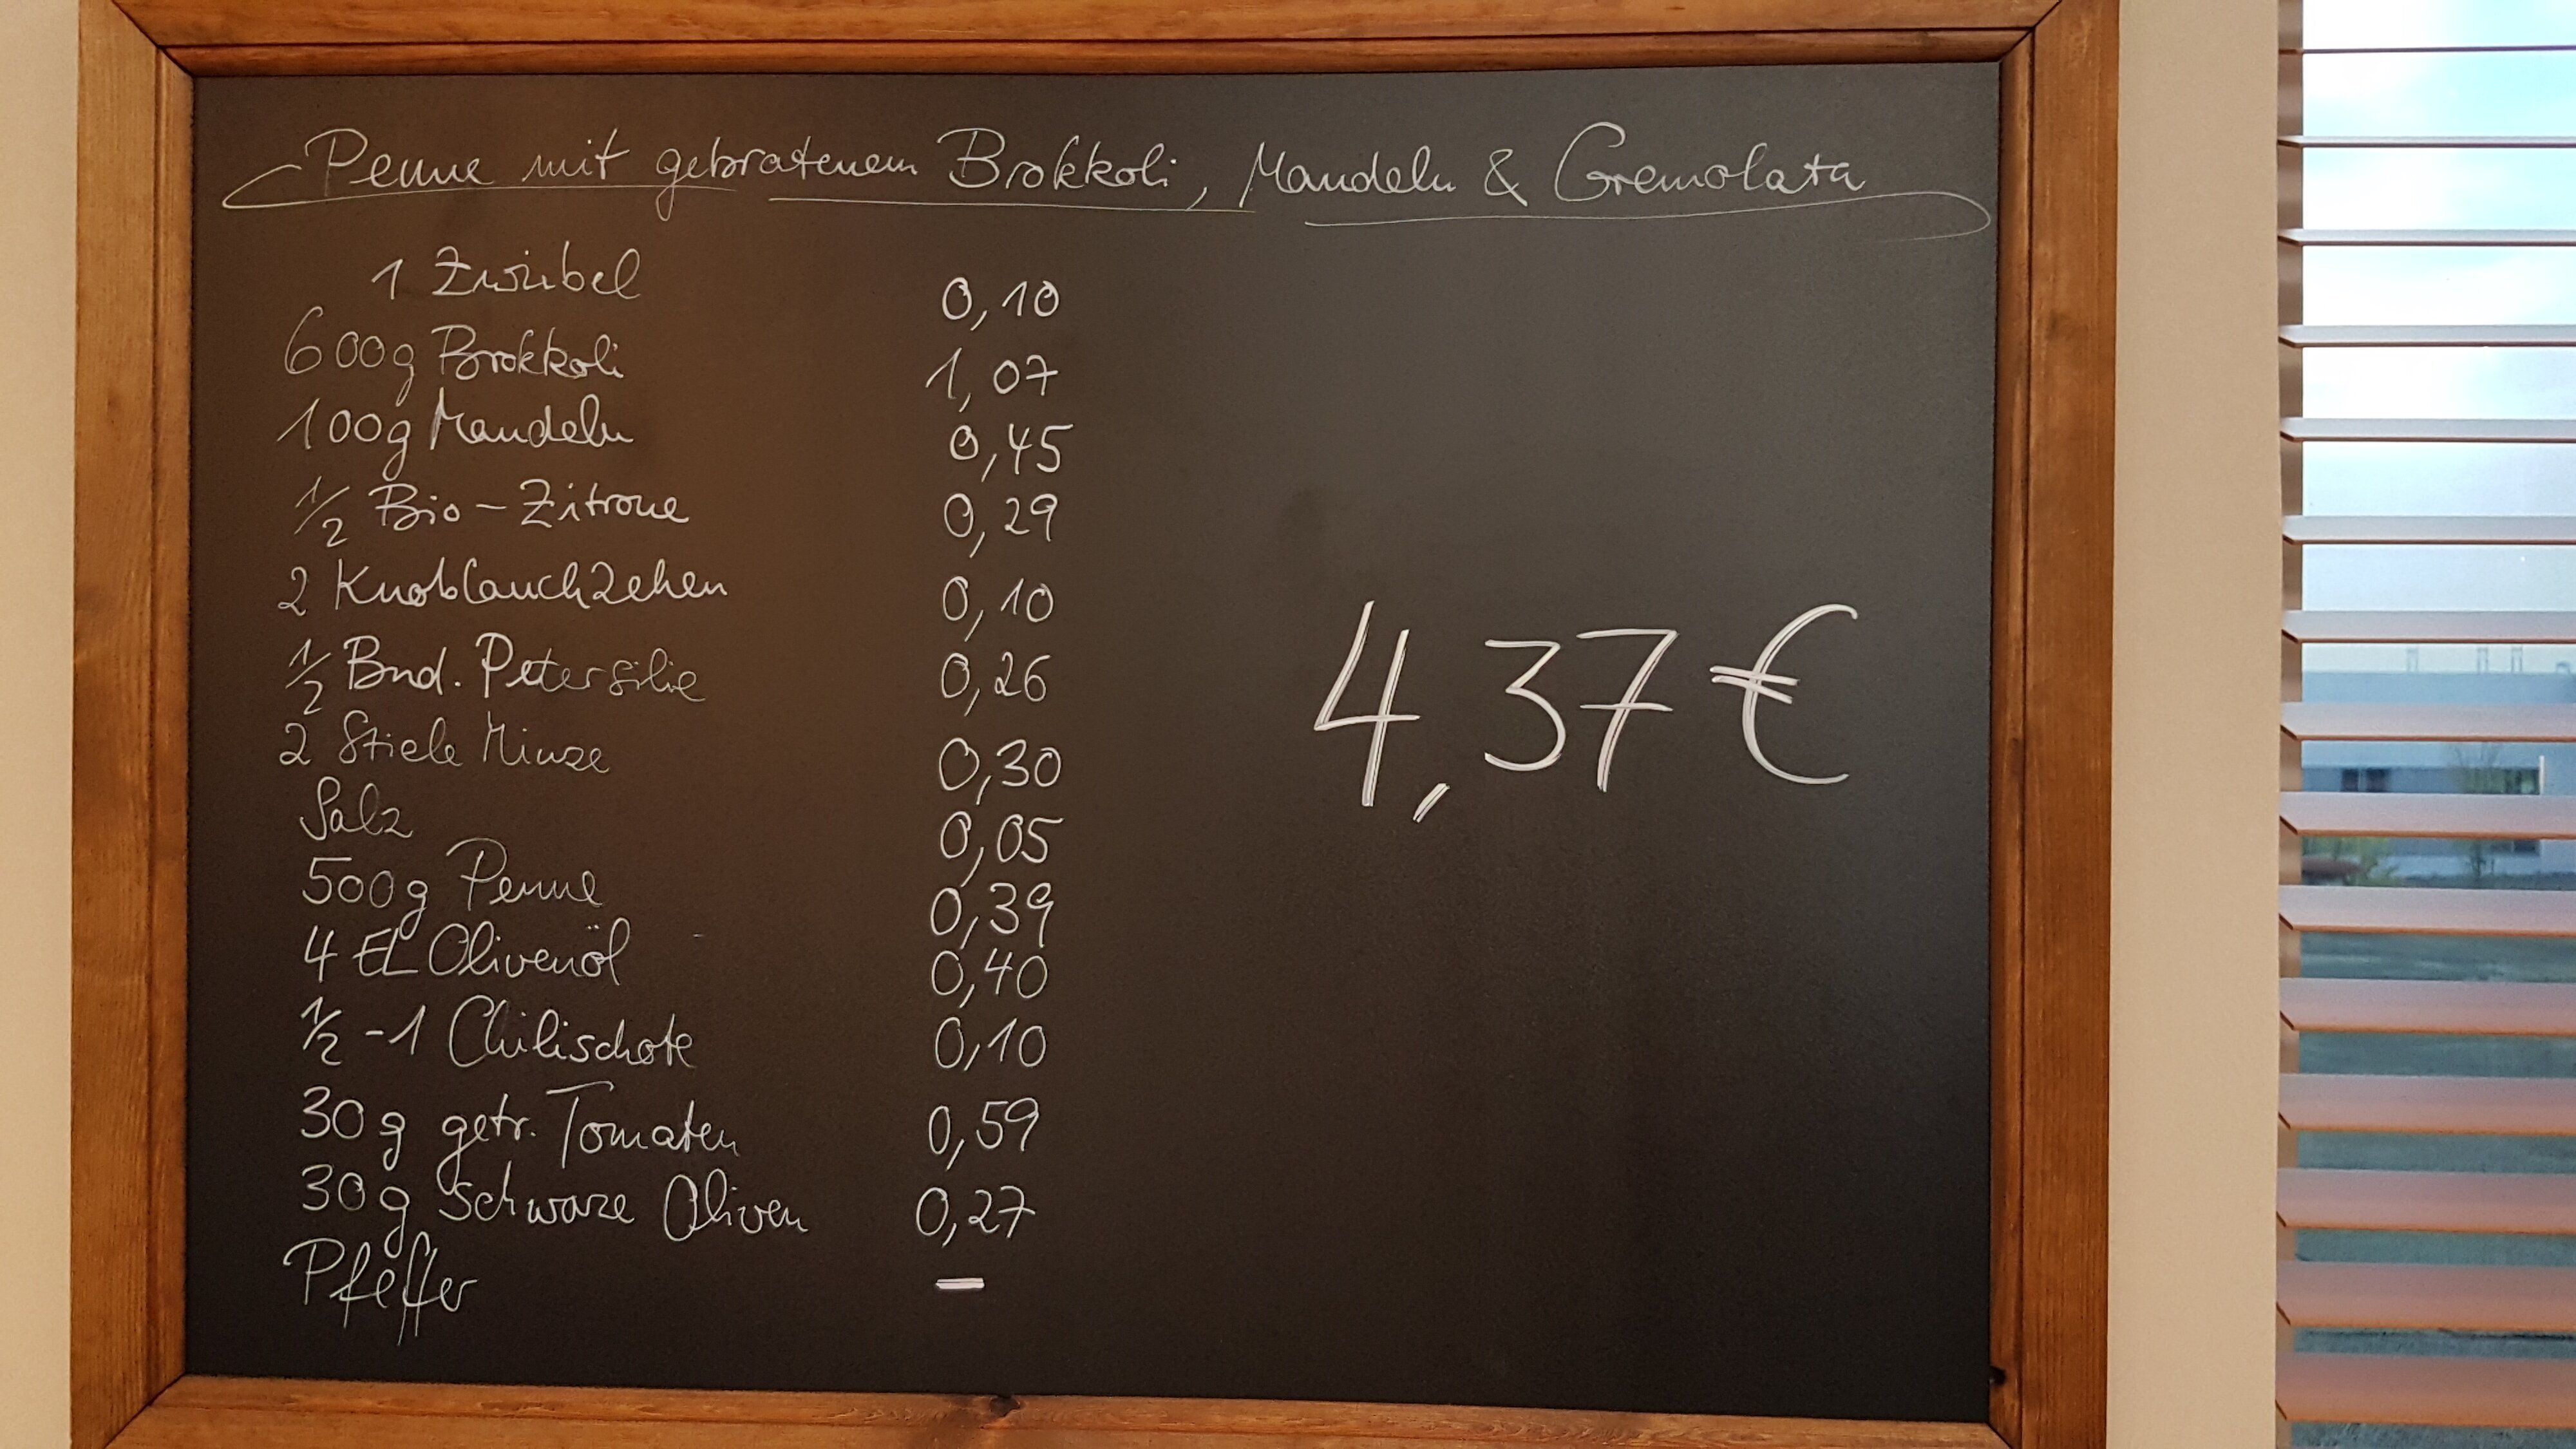 Penne mit gebratenem Brokkoli, Mandeln & Gremolata
1 Zwiebel 0,10
600g Brokkoli 1,07
100g Mandeln 0,45
1/2 Bio-Zitrone 0,29
2 Knoblauchzehen 0,10
1/2 Bnd. Petersilie 0,26
2 Stiele Minze 0,30
Salz 0,05
500g Penne 0,39
4 EL Olivenöl 0,40
1/2-1 Chilischote 0,10
30g getr. Tomaten 0,59
30g schwarze Oliven 0,27
Pfeffer –
4,37€